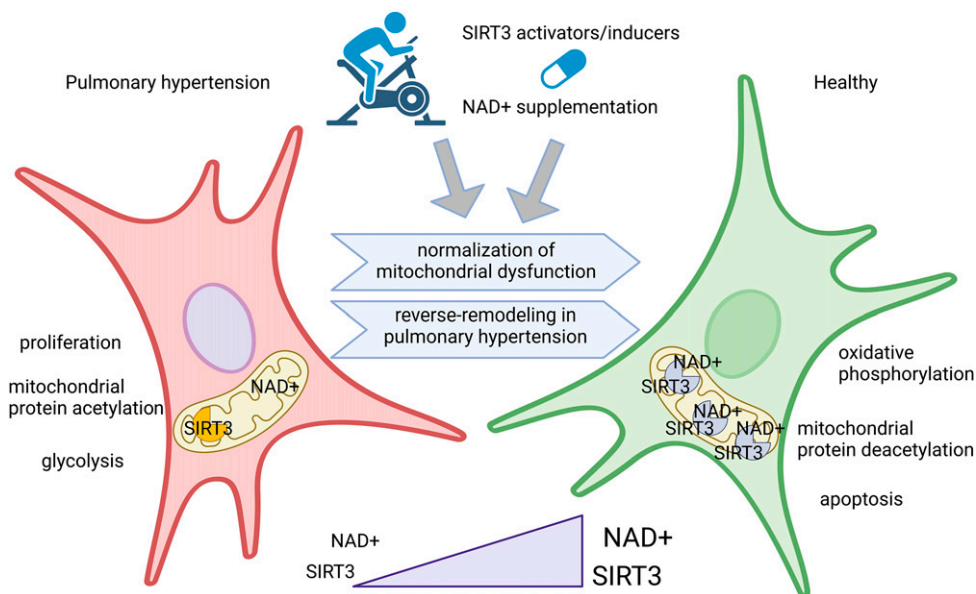 SIRT3 activators/inducers
Pulmonary hypertension
Healthy
NAD+ supplementation
normalization of
mitochondrial dysfunction
reverse-remodeling in
pulmonary hypertension
proliferation
mitochondrial
protein acetylation
glycolysis
NAD+
SIRT3
NAD+
SIRT3
NAD+
SIRT3
NAD+
SIRT3
oxidative
phosphorylation
mitochondrial
protein deacetylation
apoptosis
NAD+
SIRT3
NAD+
SIRT3